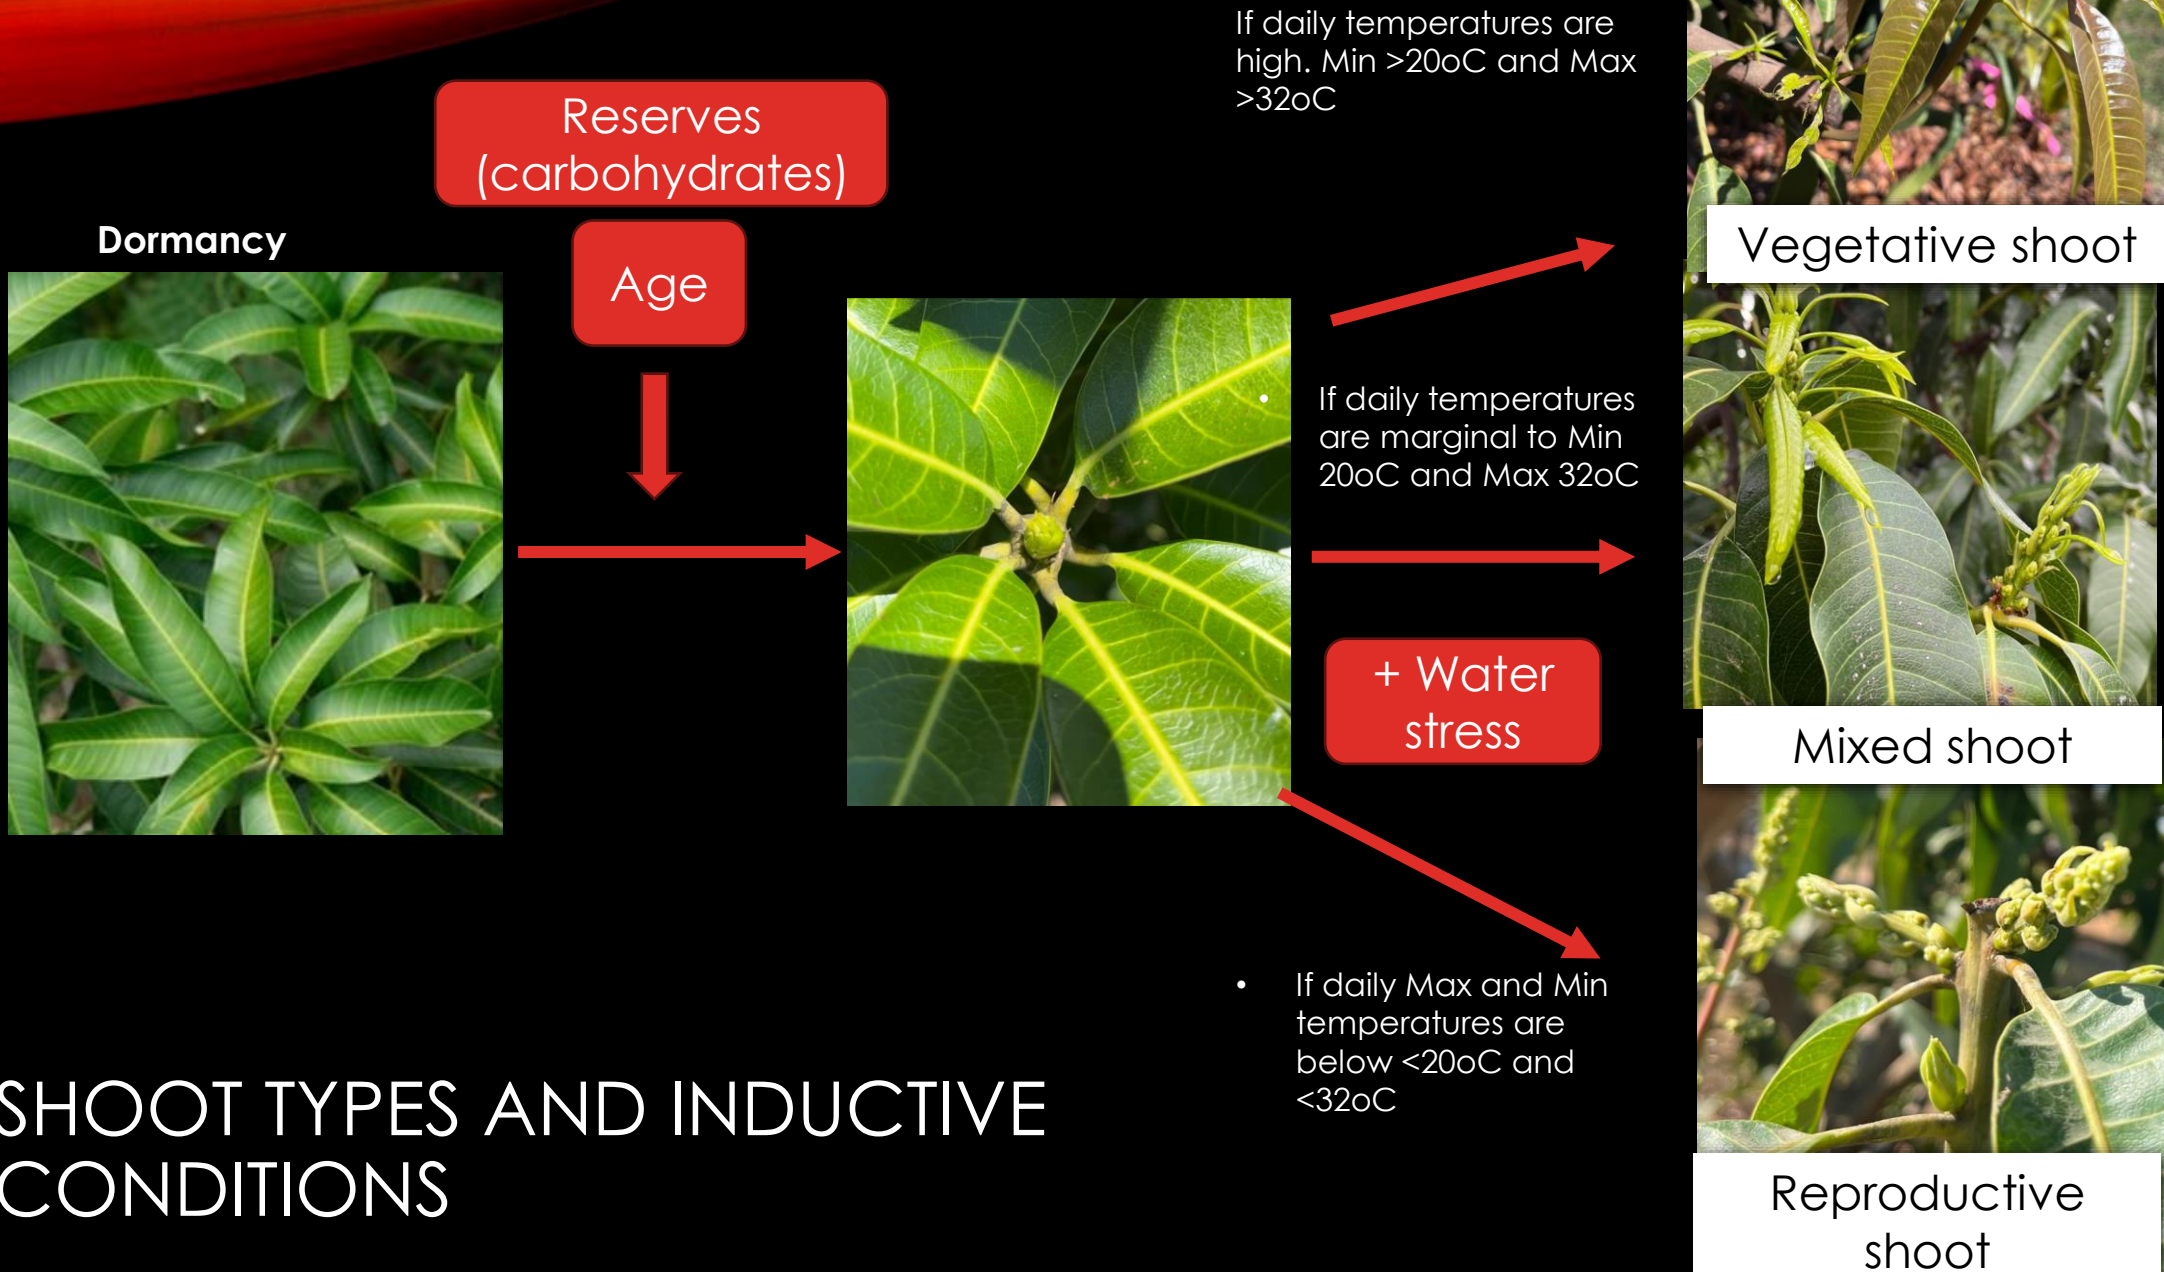 If daily temperatures are
high. Min >20oC and Max
>32oC
Reserves
(carbohydrates)
Dormancy
Age
Vegetative shoot
• If daily temperatures
are marginal to Min
20oC and Max 32oC
+ Water
stress
Mixed shoot
• If daily Max and Min
temperatures are
below <20oC and
<32oC
SHOOT TYPES AND INDUCTIVE
CONDITIONS
Reproductive
shoot